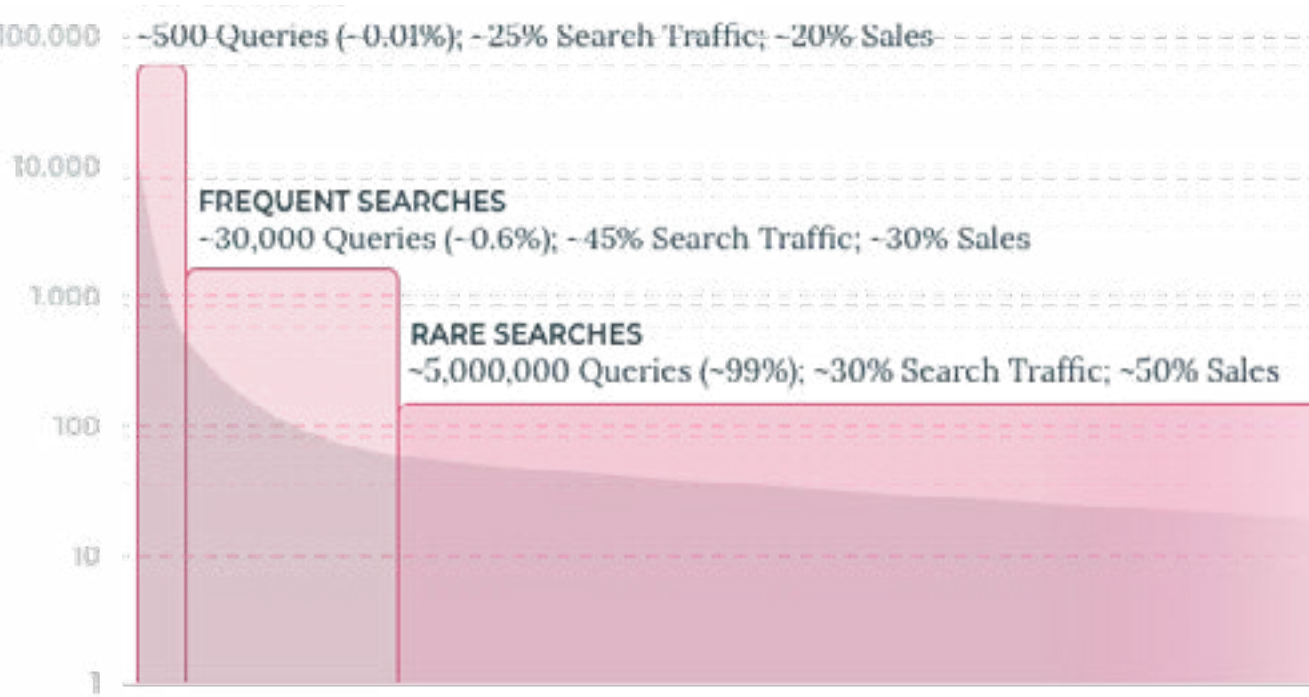 100.000
~500 Queries (~0.01%); ~25% Search Traffic; ~20% Sales
10.000
FREQUENT SEARCHES
~30,000 Queries (~0.6%); ~45% Search Traffic; ~30% Sales
1.000
RARE SEARCHES
~5,000,000 Queries (~99%); ~30% Search Traffic; ~50% Sales
100
10
1